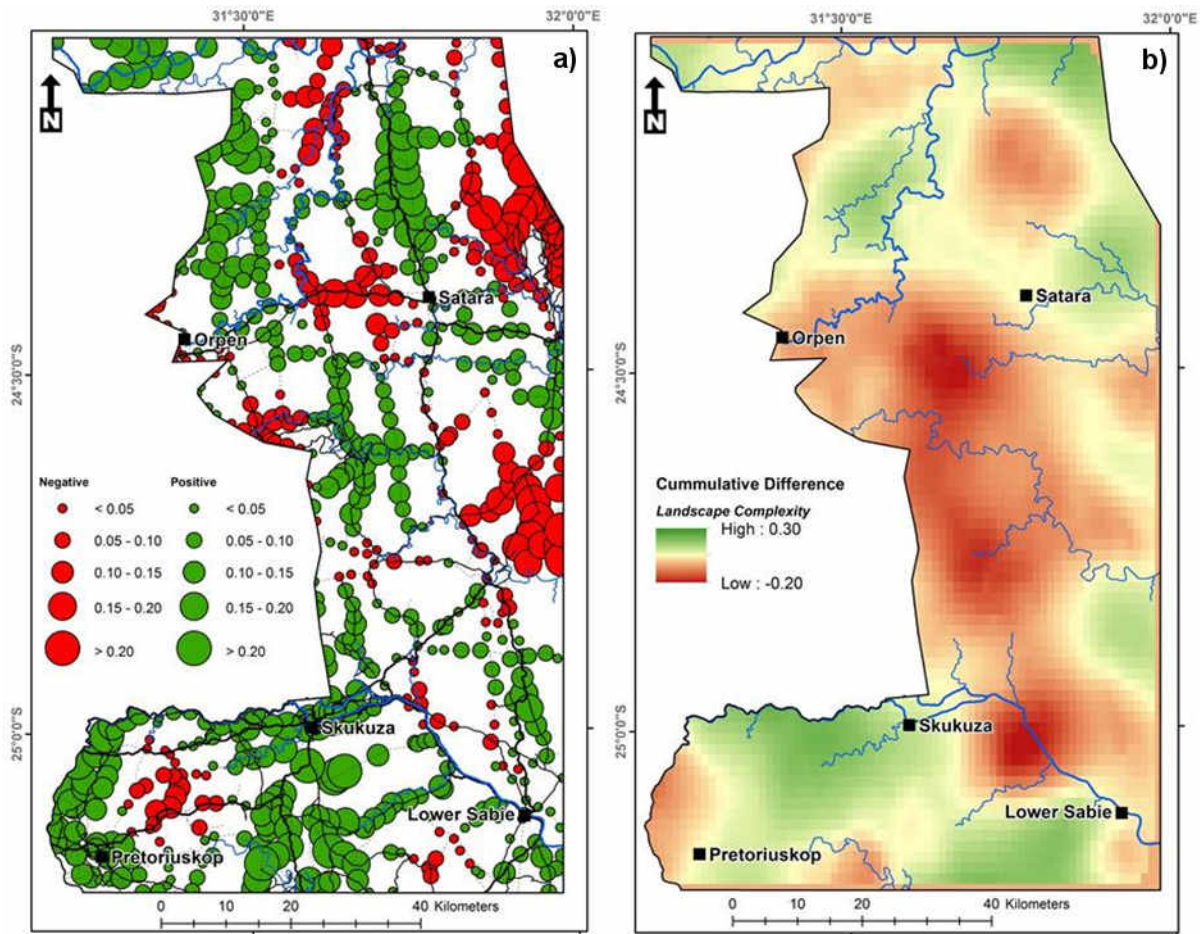 31°30'0"E
32°0'0"E
a)
N
Satara
Orpen
24°30'0"S
Negative
Positive
< 0.05
< 0.05
0.05 - 0.10
0.05 - 0.10
0.10 - 0.15
0.10 - 0.15
0.15 - 0.20
0.15 - 0.20
> 0.20
> 0.20
25°0'0"S
Skukuza
Lower Sabie
Pretoriuskop
0 10 20 40 Kilometers
31°30'0"E
32°0'0"E
b)
N
Satara
Orpen
24°30'0"S
Cummulative Difference
Landscape Complexity
High : 0.30
Low : -0.20
25°0'0"S
Skukuza
Lower Sabie
Pretoriuskop
0 10 20 40 Kilometers